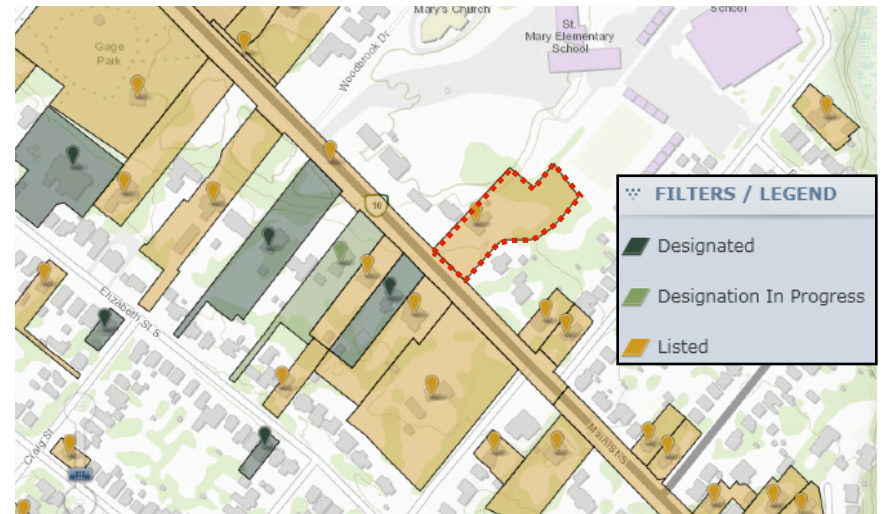 Mary's Church
School
St.
Mary Elementary
School
Gage
Park
Woodbrook Dr
10
FILTERS / LEGEND
Designated
Designation In Progress
Listed
Elizabeth St S
Main St S
Craig St